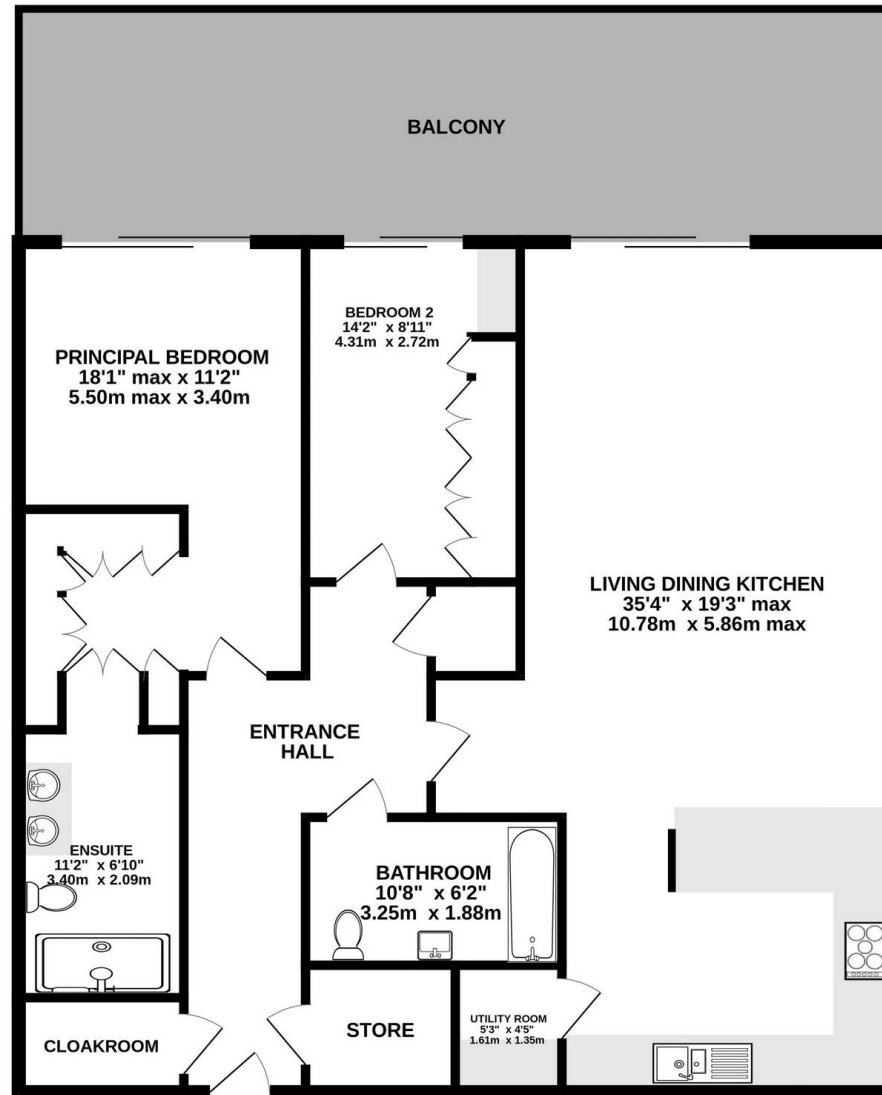 BALCONY
PRINCIPAL BEDROOM
18'1" max x 11'2"
5.50m max x 3.40m
BEDROOM 2
14'2" x 8'11"
4.31m x 2.72m
LIVING DINING KITCHEN
35'4" x 19'3" max
10.78m x 5.86m max
ENTRANCE
HALL
ENSUITE
11'2" x 6'10"
3.40m x 2.09m
BATHROOM
10'8" x 6'2"
3.25m x 1.88m
CLOAKROOM
STORE
UTILITY ROOM
5'3" x 4'5"
1.61m x 1.35m